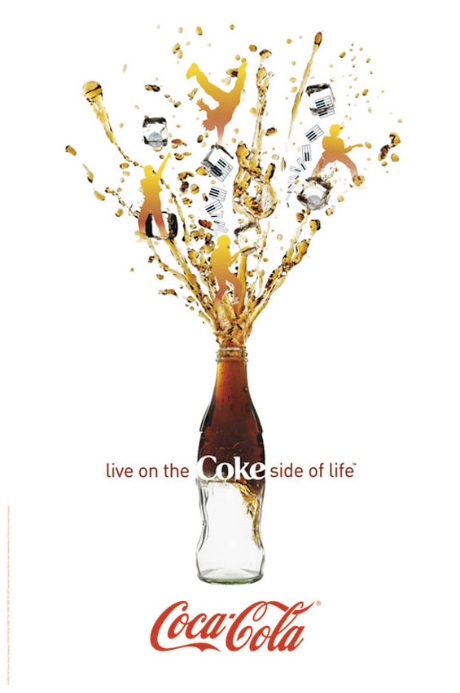 live on the Coke side of life™
Coca-Cola®